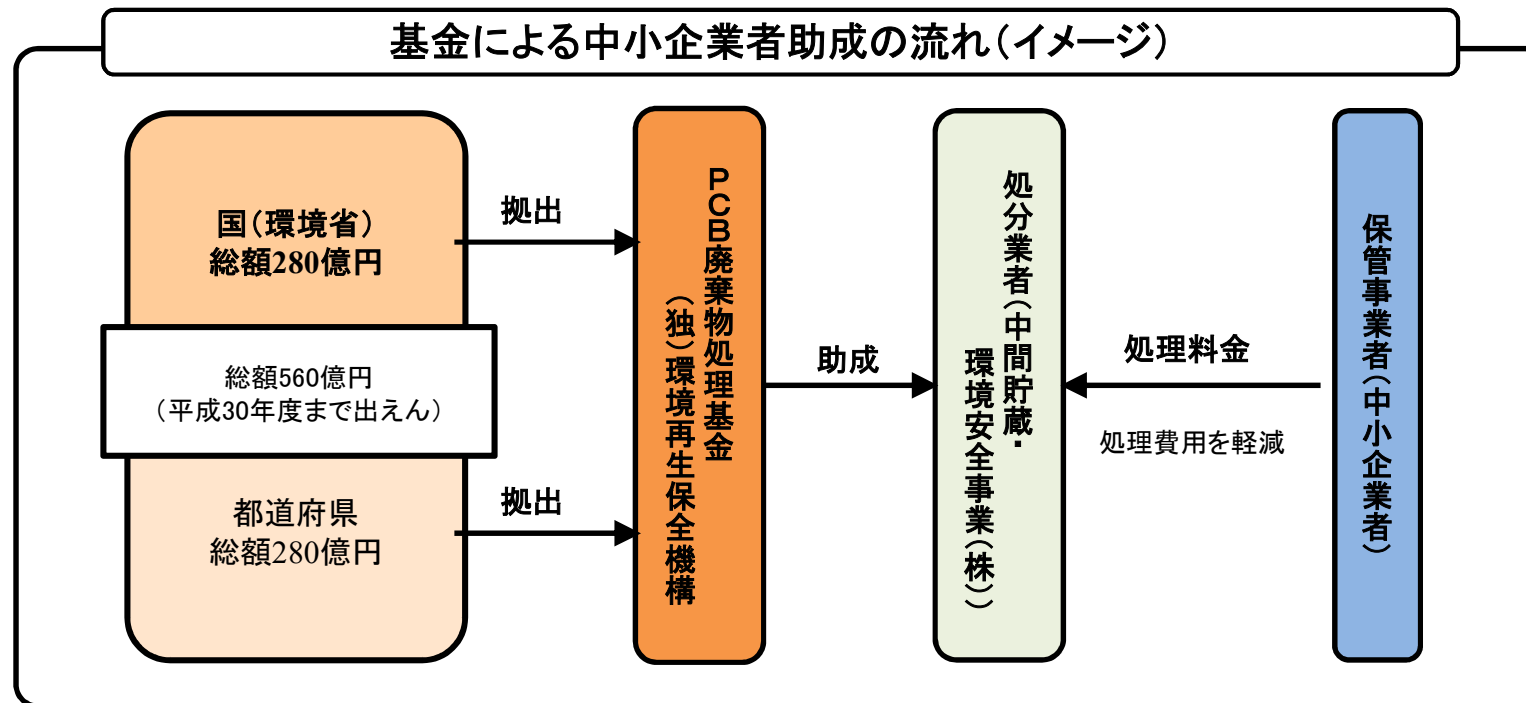 基金による中小企業者助成の流れ（イメージ）
国（環境省）
総額280億円
総額560億円
（平成30年度まで出えん）
都道府県
総額280億円
拠出
拠出
ＰＣＢ廃棄物処理基金
（独）環境再生保全機構
助成
処分業者（中間貯蔵・
環境安全事業（株））
処理料金
処理費用を軽減
保管事業者（中小企業者）